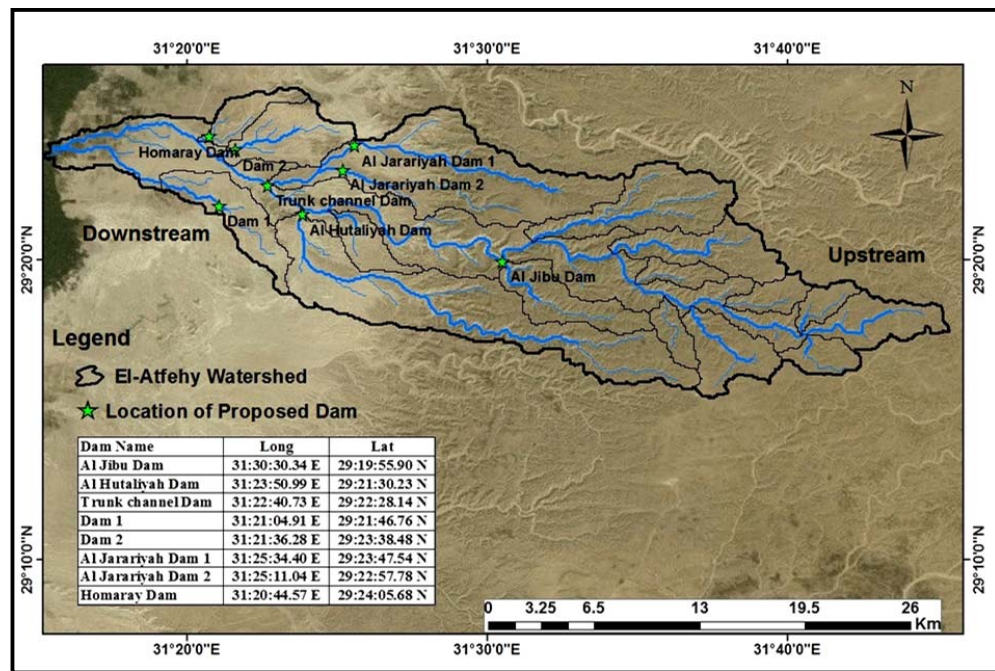 31°20'0"E 31°30'0"E 31°40'0"E
N
Homaray Dam
Dam 2
Al Jarariyah Dam 1
Al Jarariyah Dam 2
Trunk channel Dam
Dam 1
Al Hutaliyah Dam
Downstream
Al Jibu Dam
Upstream
29°20'0"N
29°20'0"N
Legend
El-Atfehy Watershed
Location of Proposed Dam
Dam Name Long Lat
Al Jibu Dam 31:30:30.34 E 29:19:55.90 N
Al Hutaliyah Dam 31:23:50.99 E 29:21:30.23 N
Trunk channel Dam 31:22:40.73 E 29:22:28.14 N
Dam 1 31:21:04.91 E 29:21:46.76 N
Dam 2 31:21:36.28 E 29:23:38.48 N
Al Jarariyah Dam 1 31:25:34.40 E 29:23:47.54 N
Al Jarariyah Dam 2 31:25:11.04 E 29:22:57.78 N
Homaray Dam 31:20:44.57 E 29:24:05.68 N
29°10'0"N
29°10'0"N
0 3.25 6.5 13 19.5 26
Km
31°20'0"E 31°30'0"E 31°40'0"E